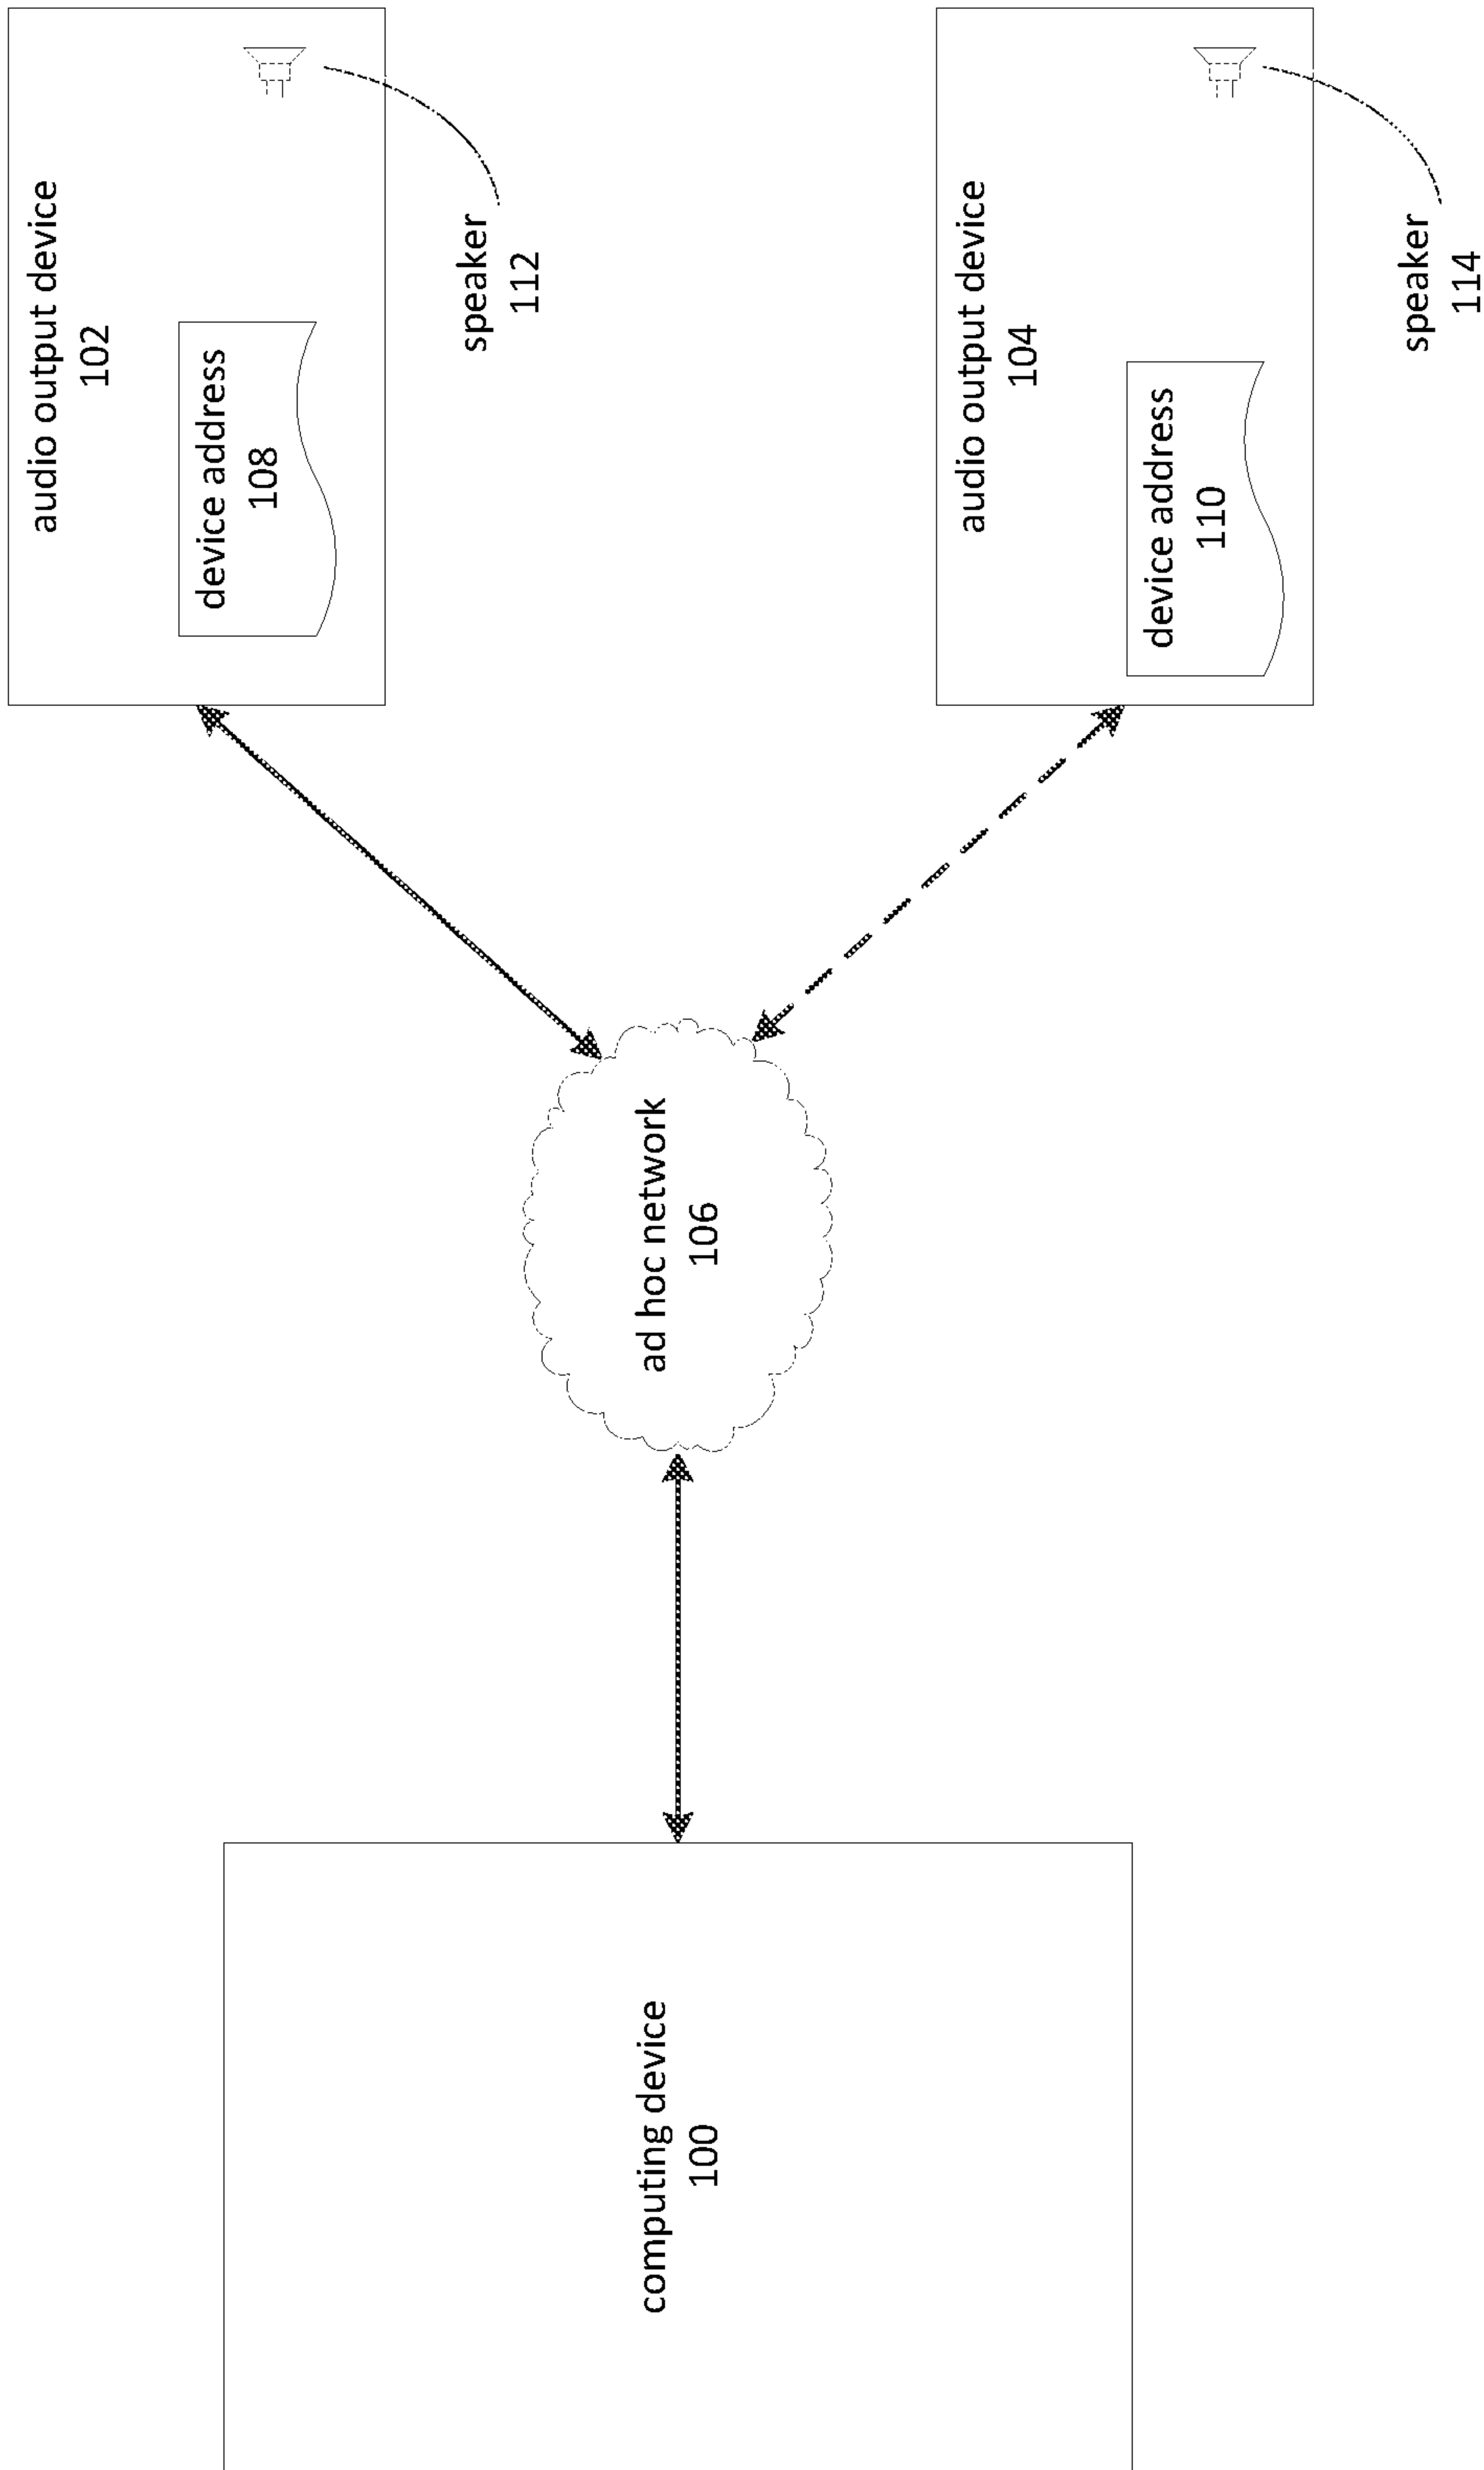 computing device
100
ad hoc network
106
audio output device
102
device address
108
speaker
112
audio output device
104
device address
110
speaker
114